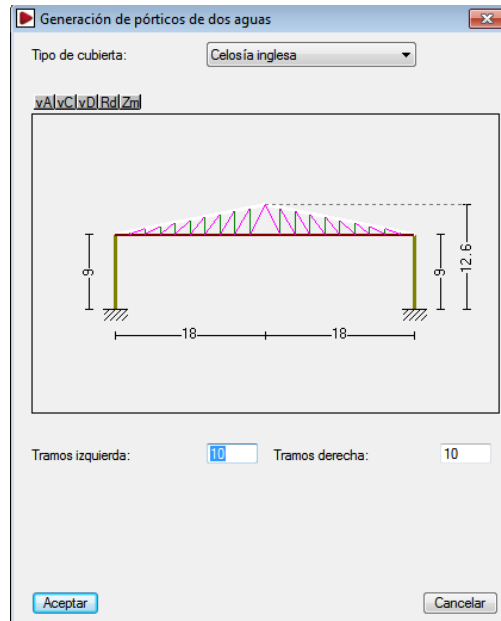 Generación de pórticos de dos aguas
Tipo de cubierta: Celosía inglesa
vA vC vD Rd Zm
9 9 12.6
18 18
Tramos izquierda: 10 Tramos derecha: 10
Aceptar Cancelar